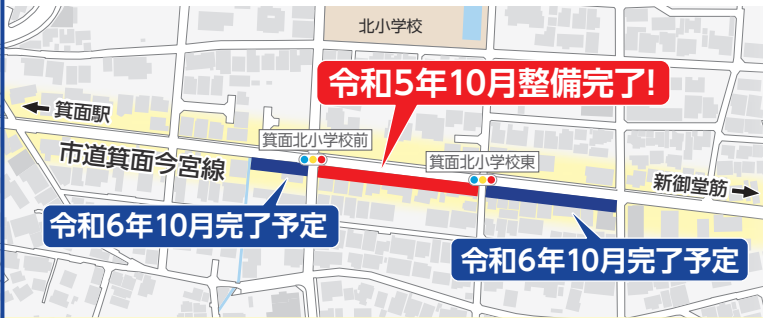 北小学校
令和5年10月整備完了!
← 箕面駅
箕面北小学校前
市道箕面今宮線
箕面北小学校東
新御堂筋 →
令和6年10月完了予定
令和6年10月完了予定